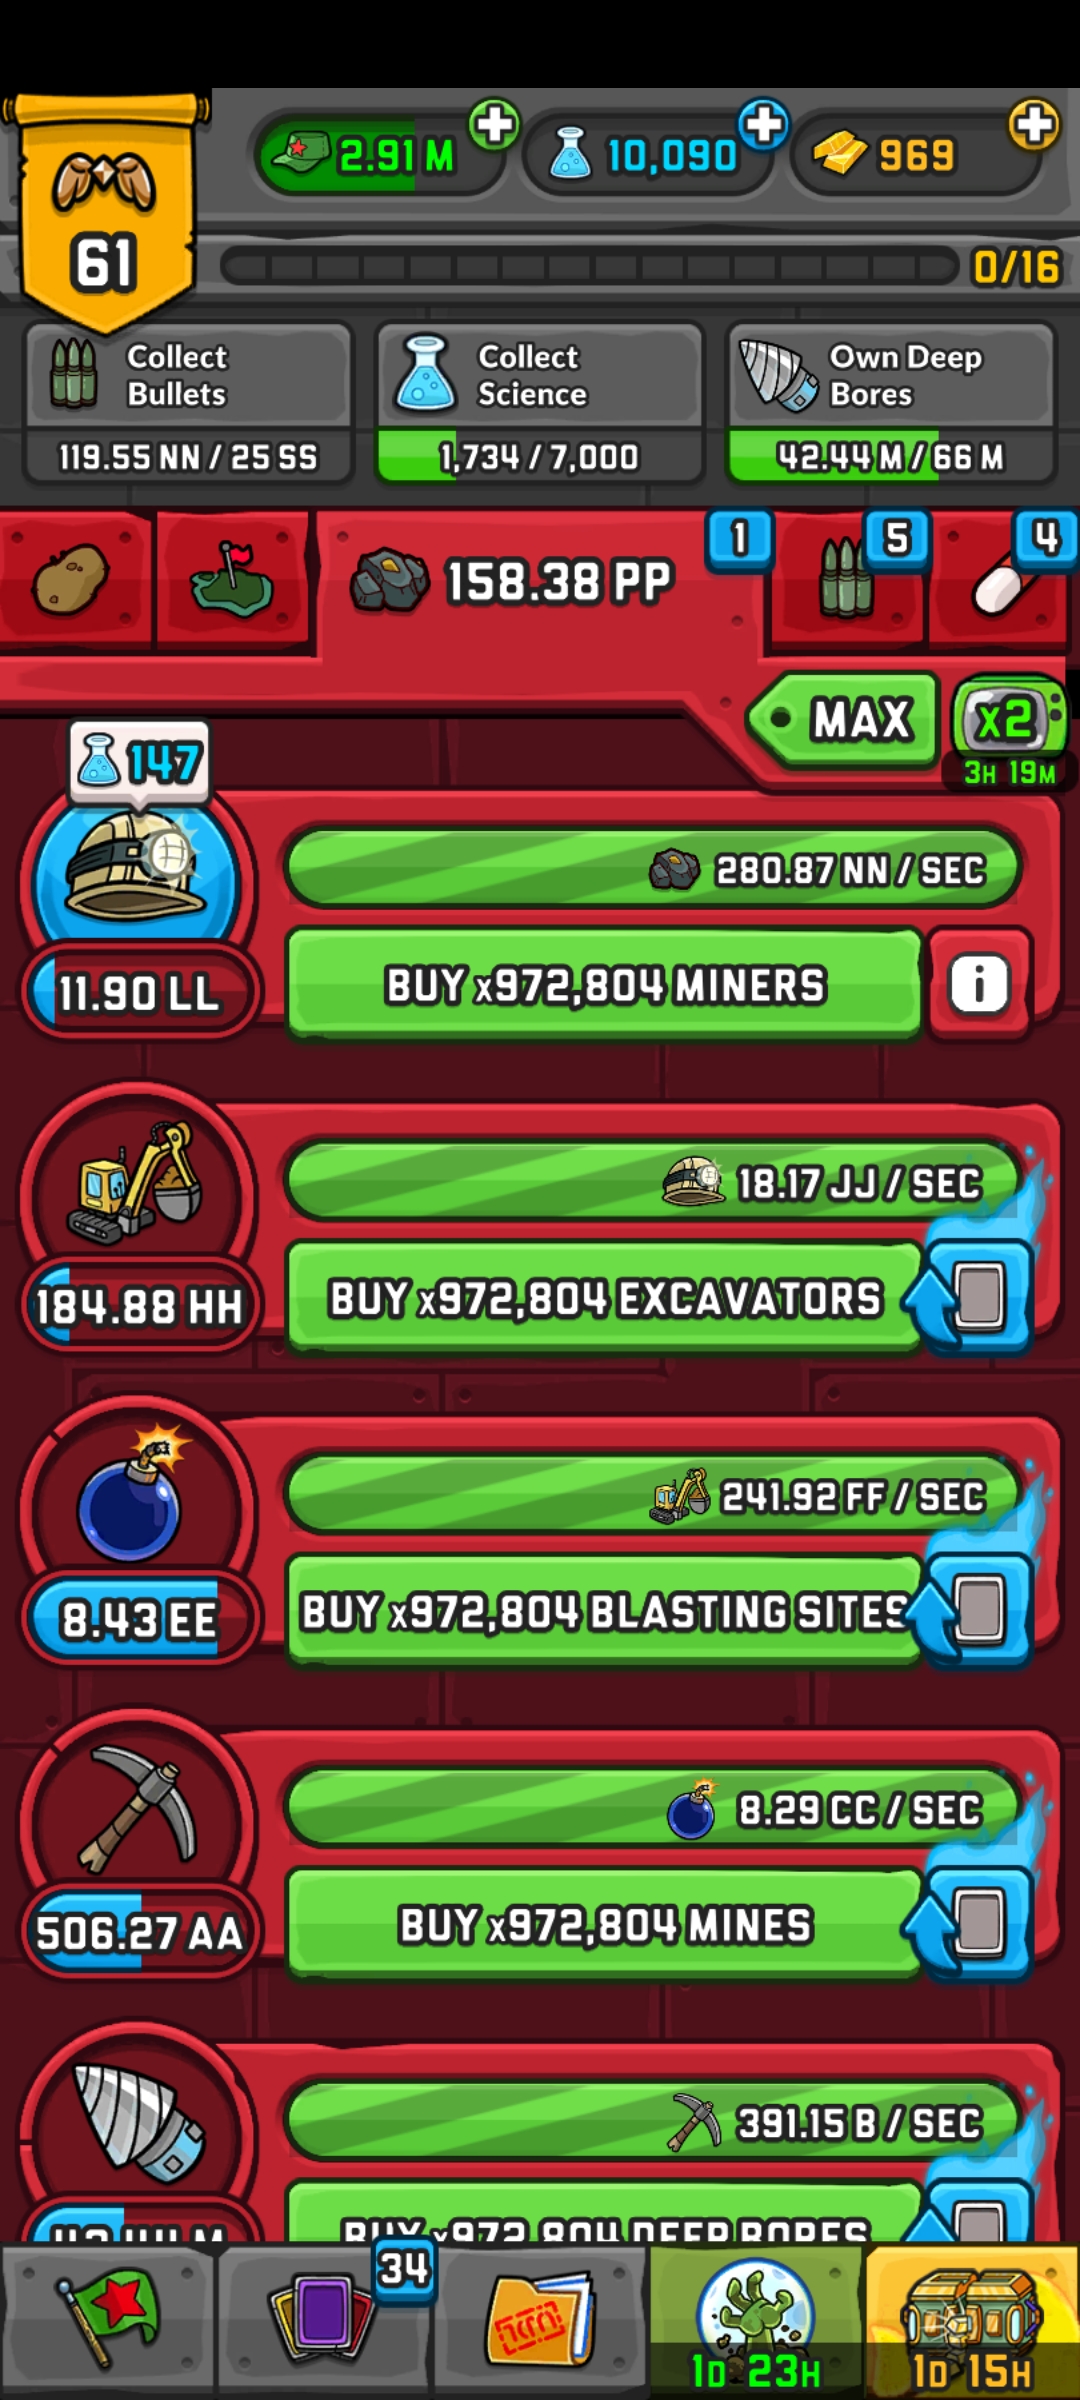 61
2.91 M
10,090
969
0/16
Collect
Bullets
119.55 NN / 25 SS
Collect
Science
1,734 / 7,000
Own Deep
Bores
42.44 M / 66 M
158.38 PP
1
5
4
MAX
x2
3H 19M
147
280.87 NN / SEC
11.90 LL
BUY x972,804 MINERS
i
18.17 JJ / SEC
184.88 HH
BUY x972,804 EXCAVATORS
241.92 FF / SEC
8.43 EE
BUY x972,804 BLASTING SITES
8.29 CC / SEC
506.27 AA
BUY x972,804 MINES
391.15 B / SEC
BUY x972,804 DEEP BORES
34
1D 23H
1D 15H